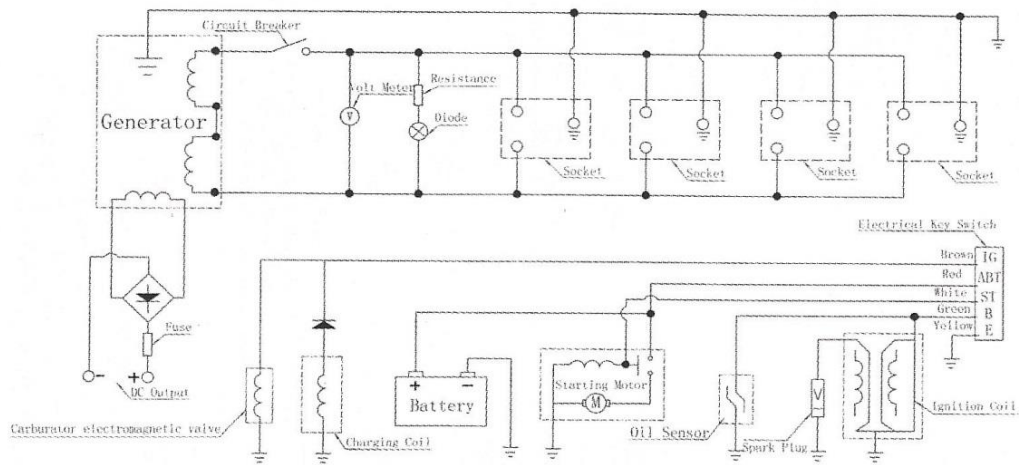 Circuit Breaker
Generator
Volt Meter
V
Resistance
Diode
Socket
Socket
Socket
Socket
Electrical Key Switch
Brown
IG
Red
ABT
White
ST
Green
B
Yellow
E
Fuse
-
+
DC Output
Carburator electromagnetic valve
Charging Coil
+ -
Battery
Starting Motor
M
Oil Sensor
Spark Plug
Ignition Coil